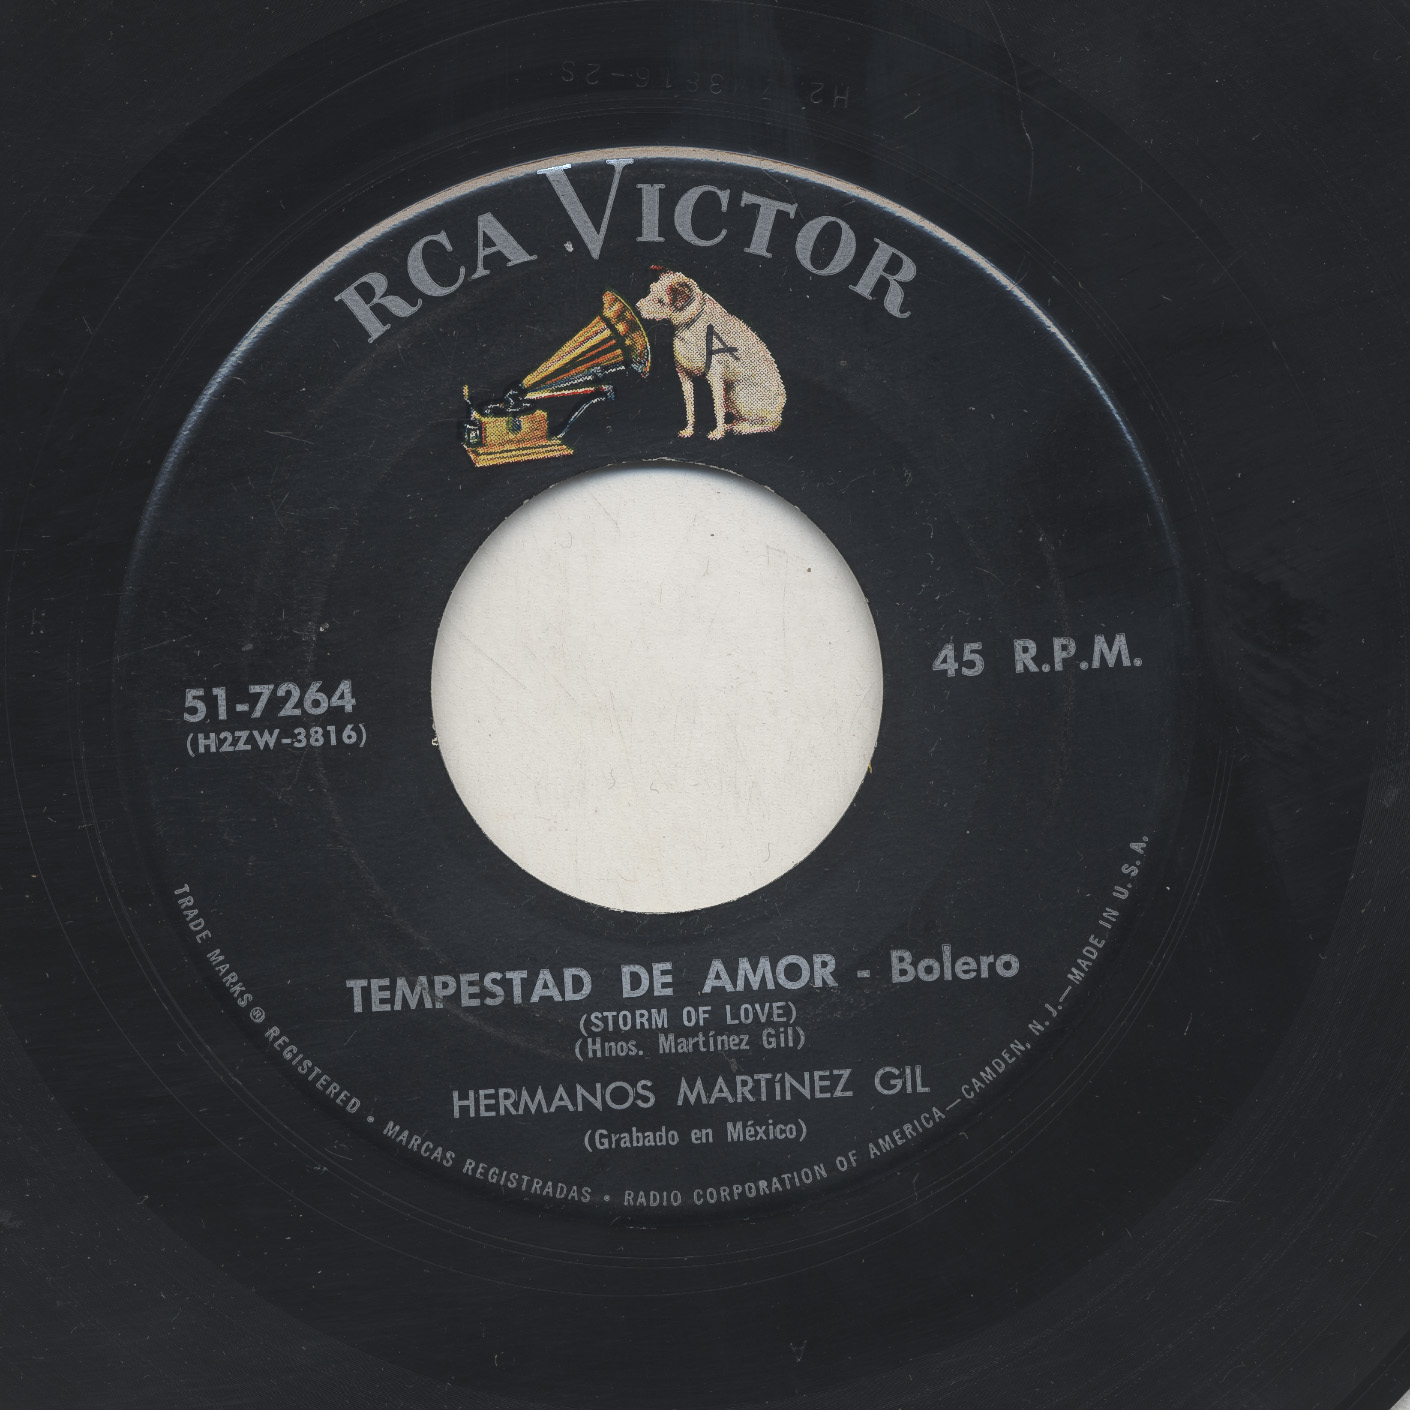 RCA VICTOR
A
51-7264
(H2ZW-3816)
45 R.P.M.
TEMPESTAD DE AMOR - Bolero
(STORM OF LOVE)
(Hnos. Martínez Gil)
HERMANOS MARTíNEZ GIL
(Grabado en México)
TRADE MARKS ® REGISTERED • MARCAS REGISTRADAS • RADIO CORPORATION OF AMERICA—CAMDEN, N. J.—MADE IN U. S. A.
A